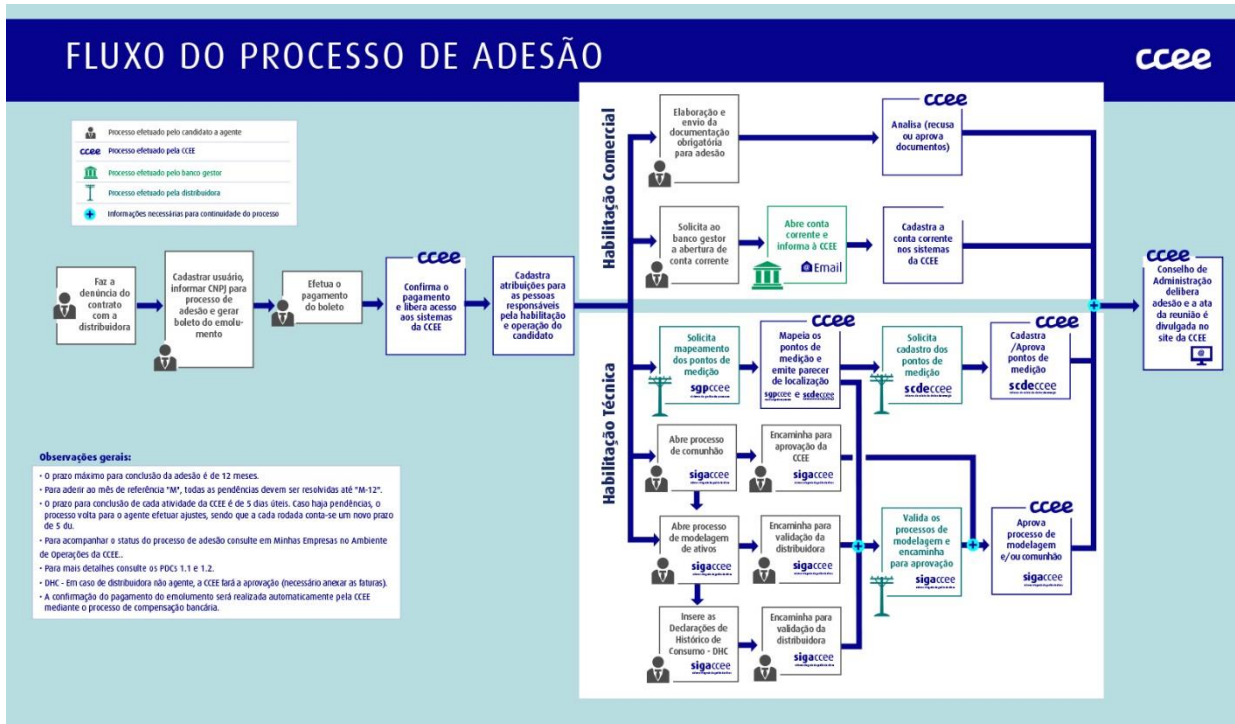 FLUXO DO PROCESSO DE ADESÃO
ccee
Processo efetuado pelo candidato a agente
ccee
Processo efetuado pela CCEE
Processo efetuado pelo banco gestor
Processo efetuado pela distribuidora
Informações necessárias para continuidade do processo
Faz a
denúncia do
contrato
com a
distribuidora
Cadastrar usuário,
informar CNPJ para
processo de
adesão e gerar
boleto do emolu-
mento
Efetua o
pagamento
do boleto
ccee
Confirma o
pagamento
e libera acesso
aos sistemas
da CCEE
Cadastra
atribuições para
as pessoas
responsáveis
pela habilitação
e operação do
candidato
Habilitação Comercial
Elaboração e
envio da
documentação
obrigatória
para adesão
ccee
Analisa (recusa
ou aprova
documentos)
Solicita ao
banco gestor
a abertura de
conta corrente
Abre conta
corrente e
informa à CCEE
@Email
Cadastra a
conta corrente
nos sistemas
da CCEE
Habilitação Técnica
Solicita
mapeamento
dos pontos de
medição
sgpccee
ccee
Mapeia os
pontos de
medição e
emite parecer
de localização
sgpccee e scdeccee
Solicita
cadastro dos
pontos de
medição
scdeccee
ccee
Cadastra
/Aprova
pontos de
medição
scdeccee
Abre processo
de comunhão
sigaccee
Encaminha para
aprovação da
CCEE
sigaccee
Abre processo
de modelagem
de ativos
sigaccee
Encaminha para
validação da
distribuidora
sigaccee
Valida os
processos de
modelagem e
encaminha
para aprovação
sigaccee
ccee
Aprova
processo de
modelagem
e/ou comunhão
sigaccee
Insere as
Declarações de
Histórico de
Consumo - DHC
sigaccee
Encaminha para
validação da
distribuidora
sigaccee
ccee
Conselho de
Administração
delibera
adesão e a ata
da reunião é
divulgada no
site da CCEE
Observações gerais:
• O prazo máximo para conclusão da adesão é de 12 meses.
• Para aderir ao mês de referência "M", todas as pendências devem ser resolvidas até "M-12".
• O prazo para conclusão de cada atividade da CCEE é de 5 dias úteis. Caso haja pendências, o
processo volta para o agente efetuar ajustes, sendo que a cada rodada conta-se um novo prazo
de 5 du.
• Para acompanhar o status do processo de adesão consulte em Minhas Empresas no Ambiente
de Operações da CCEE..
• Para mais detalhes consulte os PDCs 1.1 e 1.2.
• DHC - Em caso de distribuidora não agente, a CCEE fará a aprovação (necessário anexar as faturas).
• A confirmação do pagamento do emolumento será realizada automaticamente pela CCEE
mediante o processo de compensação bancária.